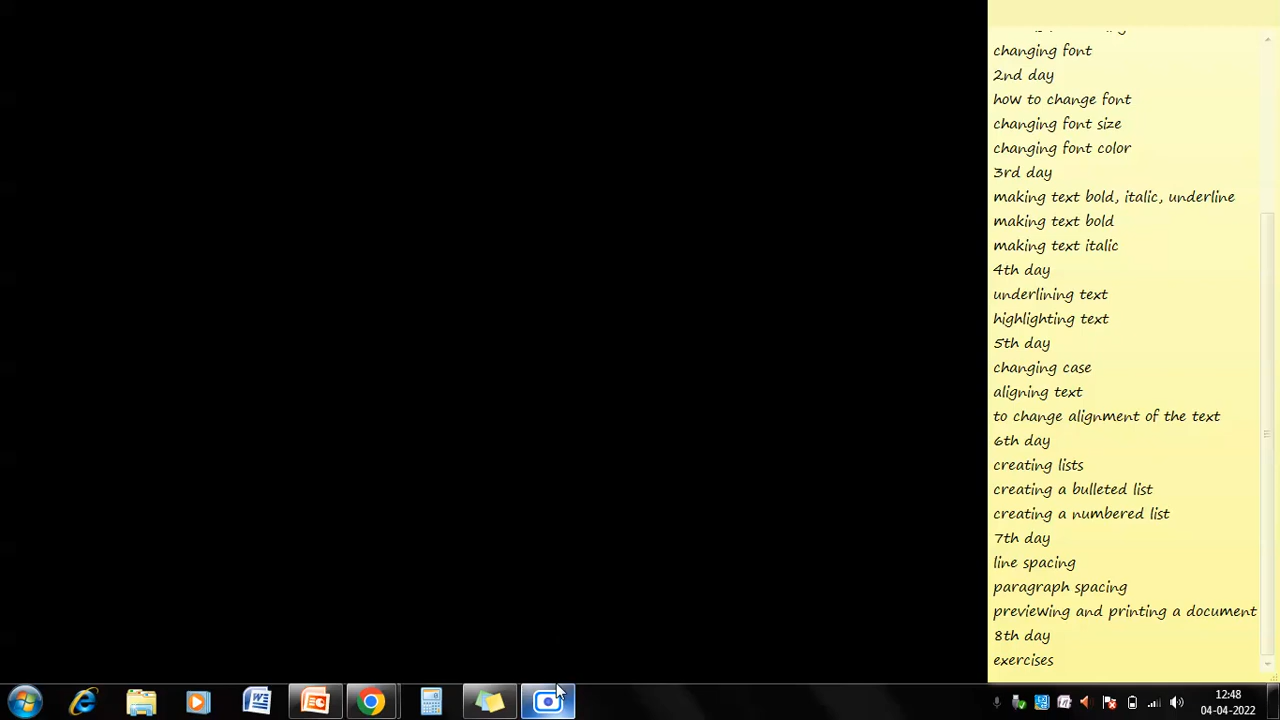 changing font
2nd day
how to change font
changing font size
changing font color
3rd day
making text bold, italic, underline
making text bold
making text italic
4th day
underlining text
highlighting text
5th day
changing case
aligning text
to change alignment of the text
6th day
creating lists
creating a bulleted list
creating a numbered list
7th day
line spacing
paragraph spacing
previewing and printing a document
8th day
exercises
12:48
04-04-2022